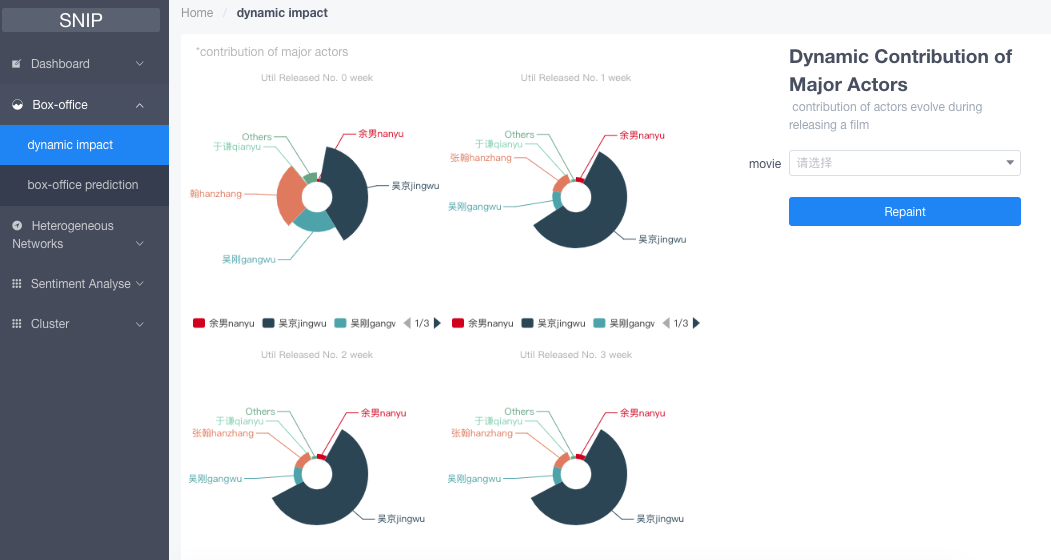 SNIP
Dashboard
Box-office
dynamic impact
box-office prediction
Heterogeneous
Networks
Sentiment Analyse
Cluster
Home / dynamic impact
*contribution of major actors
Util Released No. 0 week
余男nanyu
Others
于谦qianyu
翰hanzhang
吴京jingwu
吴刚gangwu
余男nanyu
吴京jingwu
吴刚gangv
1/3
Util Released No. 1 week
Others
余男nanyu
于谦qianyu
张翰hanzhang
吴刚gangwu
吴京jingwu
余男nanyu
吴京jingwu
吴刚gangw
1/3
Util Released No. 2 week
Others
余男nanyu
于谦qianyu
张翰hanzhang
吴刚gangwu
吴京jingwu
Util Released No. 3 week
Others
余男nanyu
于谦qianyu
张翰hanzhang
吴刚gangwu
吴京jingwu
Dynamic Contribution of
Major Actors
contribution of actors evolve during
releasing a film
movie 请选择
Repaint